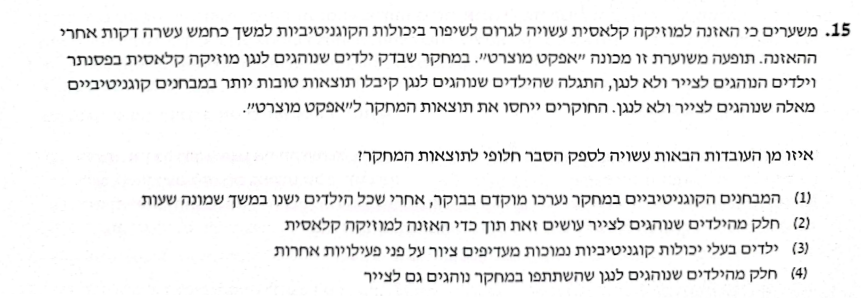 15. משערים כי האזנה למוזיקה קלאסית עשויה לגרום לשיפור ביכולות הקוגניטיביות למשך כחמש עשרה דקות אחרי
ההאזנה. תופעה משוערת זו מכונה "אפקט מוצרט". במחקר שבדק ילדים שנוהגים לנגן מוזיקה קלאסית בפסנתר
וילדים הנוהגים לצייר ולא לנגן, התגלה שהילדים שנוהגים לנגן קיבלו תוצאות טובות יותר במבחנים קוגניטיביים
מאלה שנוהגים לצייר ולא לנגן. החוקרים ייחסו את תוצאות המחקר ל"אפקט מוצרט".
איזו מן העובדות הבאות עשויה לספק הסבר חלופי לתוצאות המחקר?
(1) המבחנים הקוגניטיביים במחקר נערכו מוקדם בבוקר, אחרי שכל הילדים ישנו במשך שמונה שעות
(2) חלק מהילדים שנוהגים לצייר עושים זאת תוך כדי האזנה למוזיקה קלאסית
(3) ילדים בעלי יכולות קוגניטיביות נמוכות מעדיפים ציור על פני פעילויות אחרות
(4) חלק מהילדים שנוהגים לנגן שהשתתפו במחקר נוהגים גם לצייר